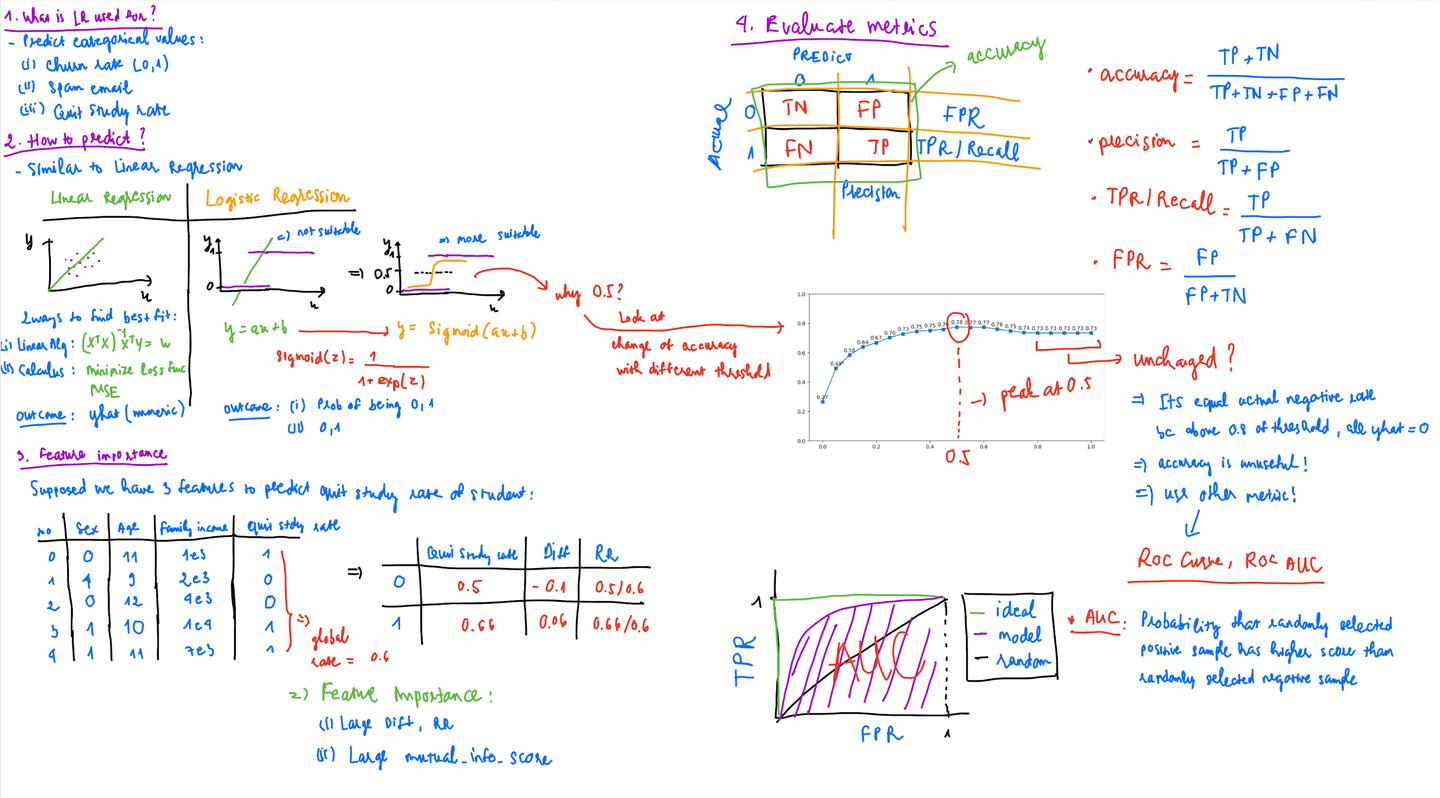 1. What is LR used for?
- Predict categorical values:
(i) Churn rate (0,1)
(ii) Spam email
(iii) Quit study rate
2. How to predict?
- Similar to Linear Regression
Linear Regression
Logistic Regression
y
x
y
1
0
x
=) not suitable
=)
y
1
0.5
0
x
=) more suitable
2 ways to find best fit:
(i) Linear Alg: (XᵀX)⁻¹XᵀY = w
(ii) Calculus: minimize loss func
MSE
outcome: yhat (numeric)
y = ax+b
y = Sigmoid(ax+b)
Sigmoid(z) = 1
1 + exp(z)
outcome: (i) Prob of being 0,1
(ii) 0,1
why 0.5?
Look at
change of accuracy
with different threshold
3. Feature importance
Supposed we have 3 features to predict quit study rate of student:
no Sex Age Family income quit stdy rate
0 0 11 1e3 1
1 1 9 2e3 0
2 0 12 4e3 0
3 1 10 1e4 1
4 1 11 7e3 1
=)
global
rate = 0.6
=)
Quit study rate Diff RR
0 0.5 -0.1 0.5/0.6
1 0.66 0.06 0.66/0.6
=) Feature Importance:
(i) Large Diff, RR
(ii) Large mutual_info_score
4. Evaluate metrics
PREDICT
0 1
accuracy
Actual
0 TN FP FPR
1 FN TP TPR/Recall
Precision
• accuracy = TP+TN
TP+TN+FP+FN
• precision = TP
TP+FP
• TPR/Recall = TP
TP+FN
• FPR = FP
FP+TN
1.0
0.8
0.6
0.4
0.2
0.0
0.0 0.2 0.4 0.6 0.8 1.0
0.27 0.49 0.58 0.64 0.67 0.70 0.73 0.75 0.75 0.76 0.78 0.77 0.77 0.76 0.75 0.74 0.73 0.73 0.73 0.73 0.73
0.5
-) peak at 0.5
unchaged?
=) Its equal actual negative rate
bc above 0.8 of threshold, all yhat = 0
=) accuracy is unuseful!
=) use other metric!
ROC Curve, ROC AUC
1
TPR
AUC
FPR
1
ideal
model
random
* AUC: Probability that randonly selected
positive sample has higher score than
randonly selected negative sample